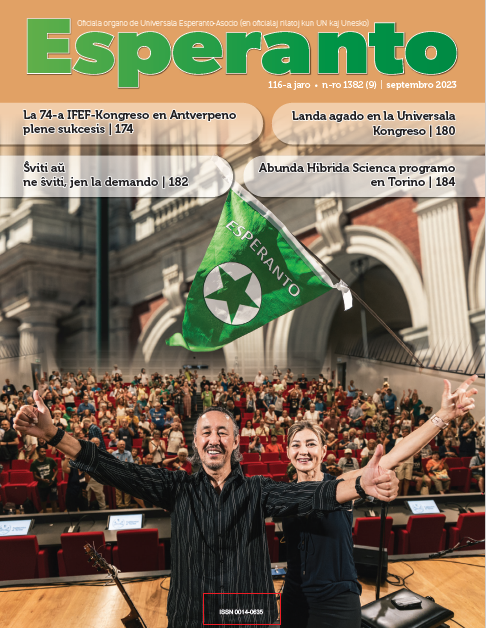 Oficiala organo de Universala Esperanto-Asocio (en oficialaj rilatoj kun UN kaj Unesko)
Esperanto
116-a jaro • n-ro 1382 (9) | septembro 2023
La 74-a IFEF-Kongreso en Antverpeno
plene sukcesis | 174
Landa agado en la Universala
Kongreso | 180
Ŝviti aŭ
ne ŝviti, jen la demando | 182
Abunda Hibrida Scienca programo
en Torino | 184
ESPERANTO
ISSN 0014-0635